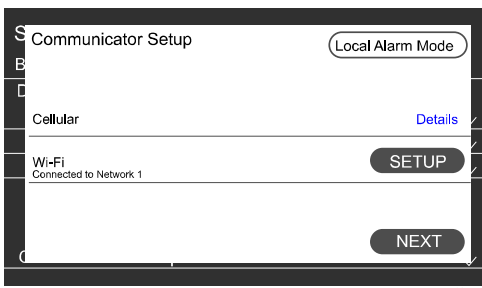 Communicator Setup
Local Alarm Mode
Cellular
Details
Wi-Fi
Connected to Network 1
SETUP
NEXT